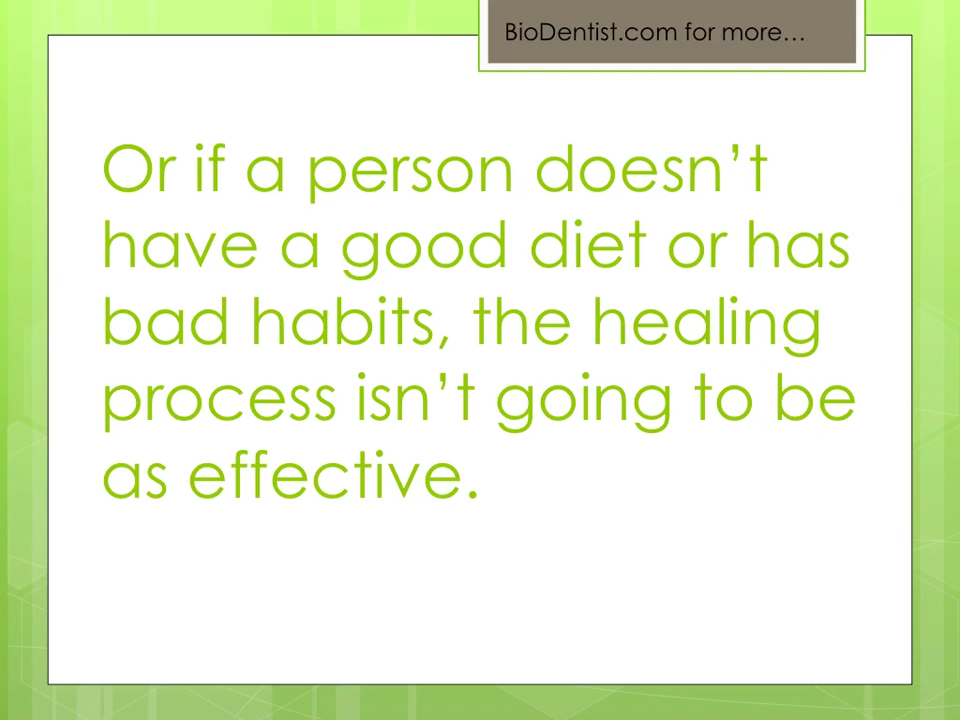 BioDentist.com for more…
Or if a person doesn’t
have a good diet or has
bad habits, the healing
process isn’t going to be
as effective.